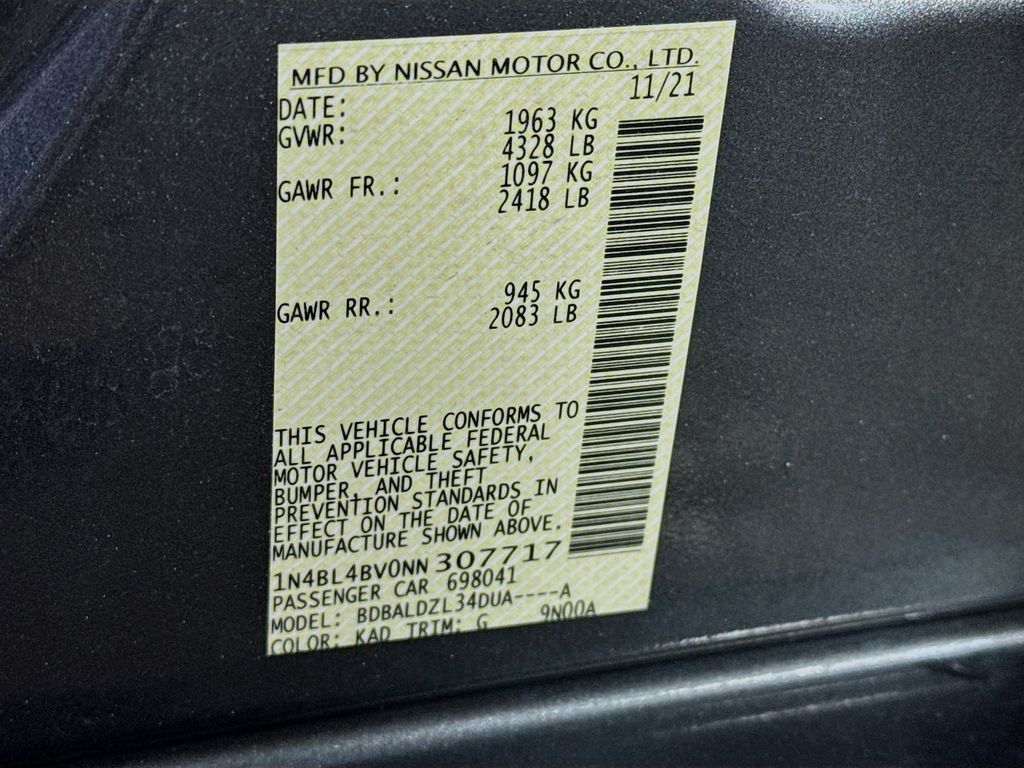 MFD BY NISSAN MOTOR CO., LTD.
DATE: 11/21
GVWR: 1963 KG
4328 LB
GAWR FR.: 1097 KG
2418 LB
GAWR RR.: 945 KG
2083 LB
THIS VEHICLE CONFORMS TO
ALL APPLICABLE FEDERAL
MOTOR VEHICLE SAFETY,
BUMPER, AND THEFT
PREVENTION STANDARDS IN
EFFECT ON THE DATE OF
MANUFACTURE SHOWN ABOVE.
1N4BL4BV0NN307717
PASSENGER CAR 698041
MODEL: BDBALDZL34DUA----A
COLOR: KAD TRIM: G 9N00A